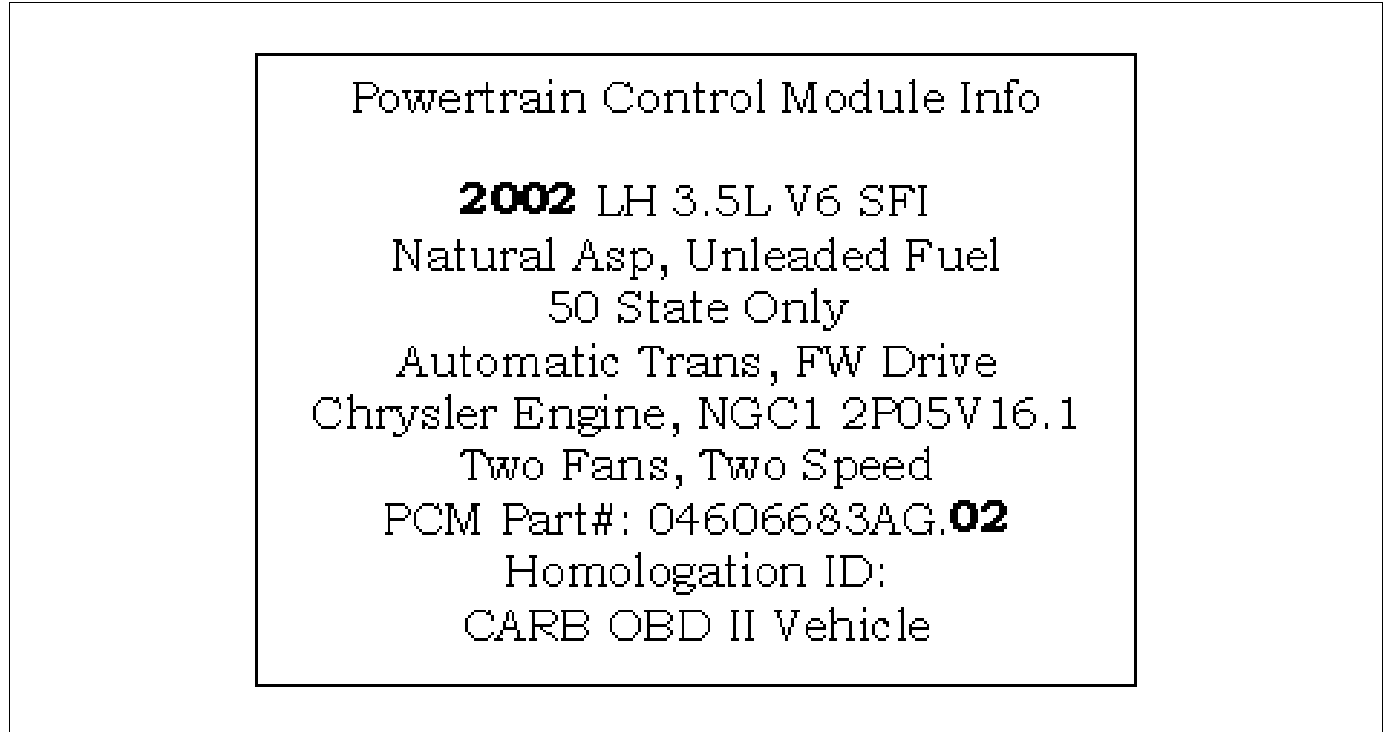 Powertrain Control Module Info
2002 LH 3.5L V6 SFI
Natural Asp, Unleaded Fuel
50 State Only
Automatic Trans, FW Drive
Chrysler Engine, NGC1 2P05V16.1
Two Fans, Two Speed
PCM Part#: 04606683AG.02
Homologation ID:
CARB OBD II Vehicle